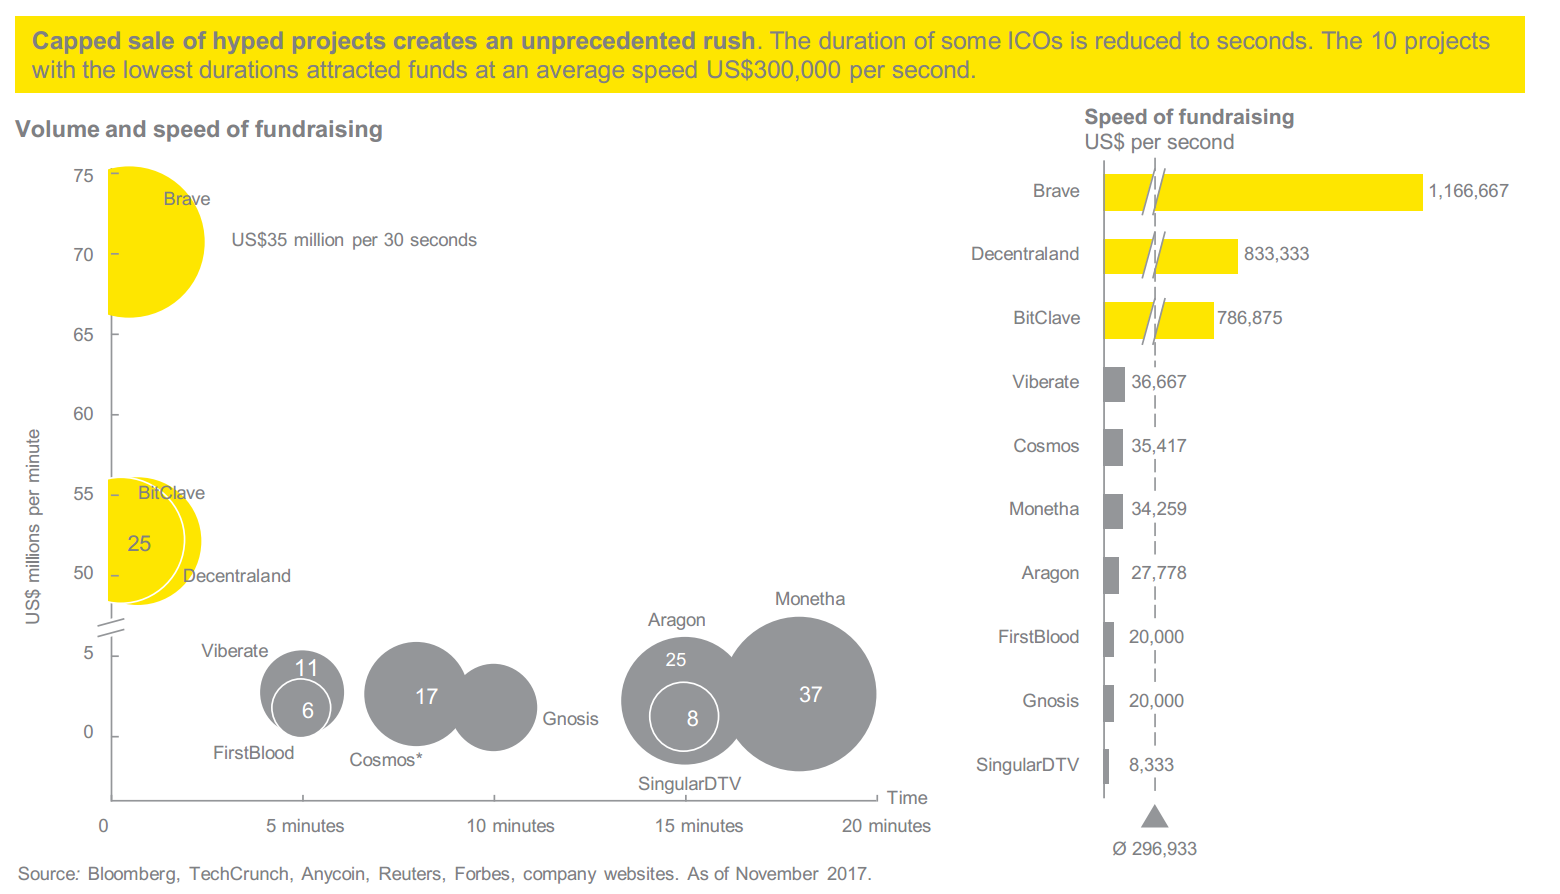 Capped sale of hyped projects creates an unprecedented rush. The duration of some ICOs is reduced to seconds. The 10 projects
with the lowest durations attracted funds at an average speed US$300,000 per second.
Volume and speed of fundraising
US$ millions per minute
75
70
65
60
55
50
5
0
Brave
US$35 million per 30 seconds
BitClave
25
Decentraland
Viberate
11
6
FirstBlood
17
Cosmos*
Gnosis
Aragon
25
8
SingularDTV
Monetha
37
Time
0
5 minutes
10 minutes
15 minutes
20 minutes
Speed of fundraising
US$ per second
Brave 1,166,667
Decentraland 833,333
BitClave 786,875
Viberate 36,667
Cosmos 35,417
Monetha 34,259
Aragon 27,778
FirstBlood 20,000
Gnosis 20,000
SingularDTV 8,333
Ø 296,933
Source: Bloomberg, TechCrunch, Anycoin, Reuters, Forbes, company websites. As of November 2017.